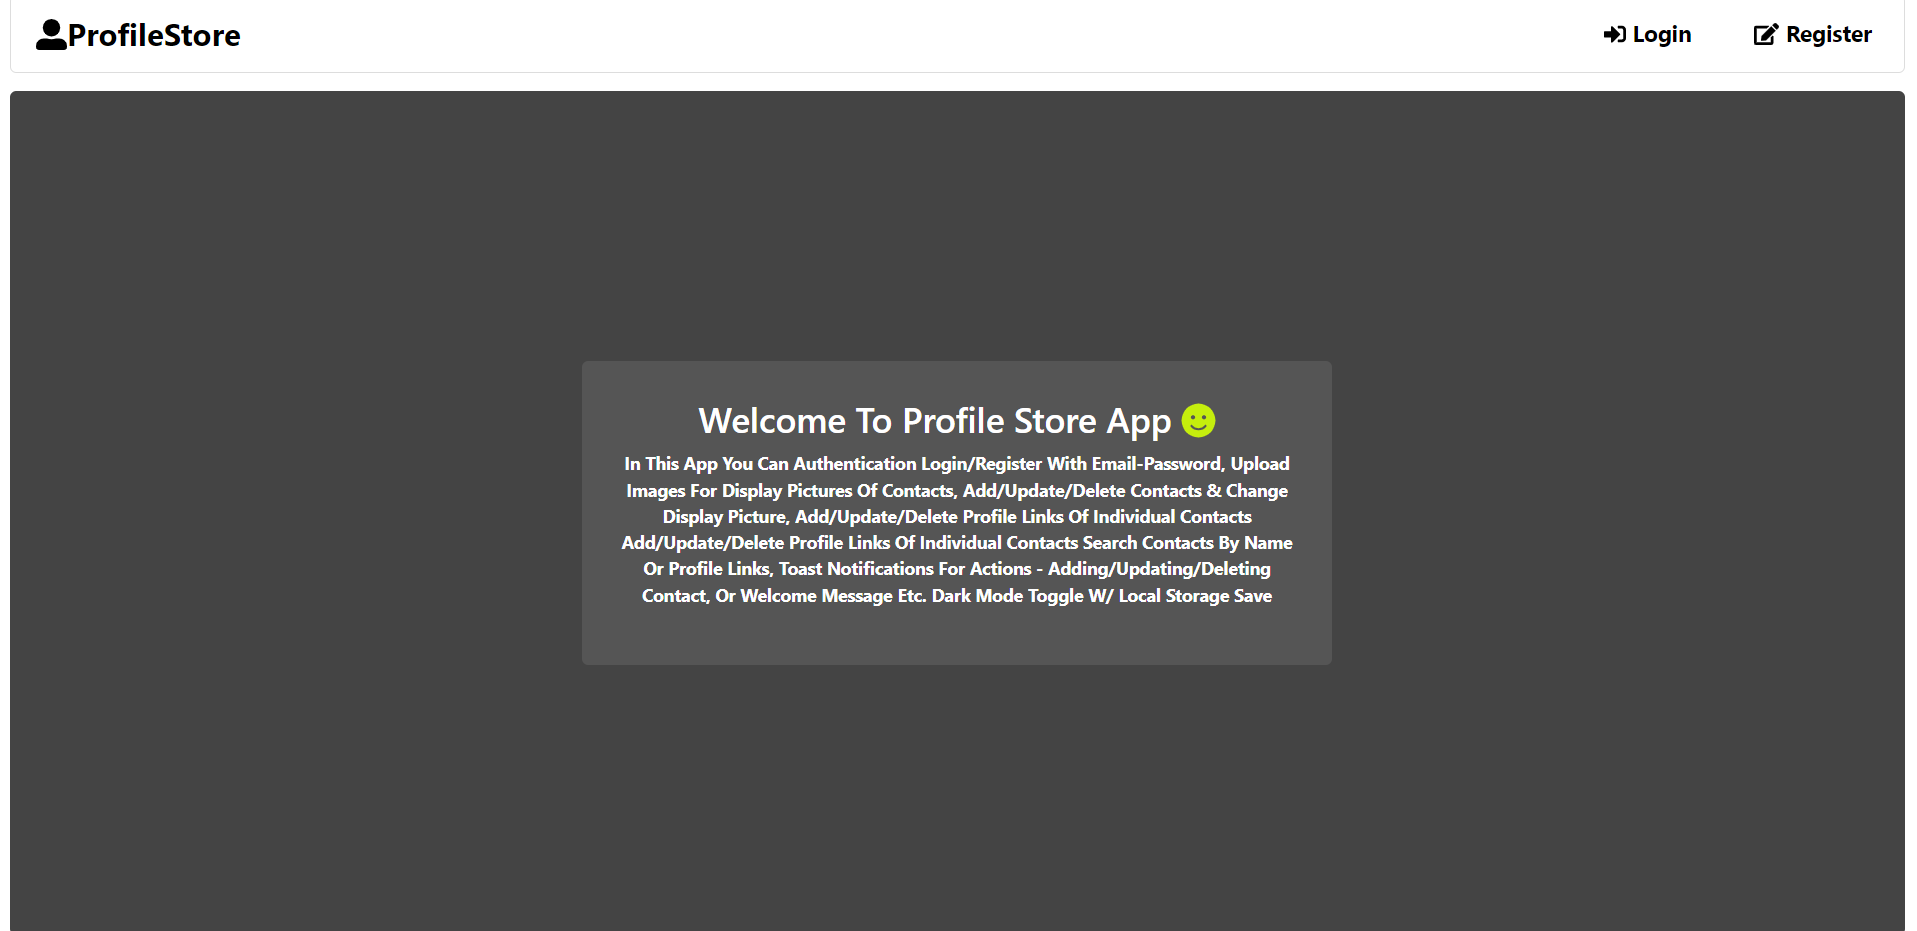 ProfileStore
Login
Register
Welcome To Profile Store App
In This App You Can Authentication Login/Register With Email-Password, Upload
Images For Display Pictures Of Contacts, Add/Update/Delete Contacts & Change
Display Picture, Add/Update/Delete Profile Links Of Individual Contacts
Add/Update/Delete Profile Links Of Individual Contacts Search Contacts By Name
Or Profile Links, Toast Notifications For Actions - Adding/Updating/Deleting
Contact, Or Welcome Message Etc. Dark Mode Toggle W/ Local Storage Save